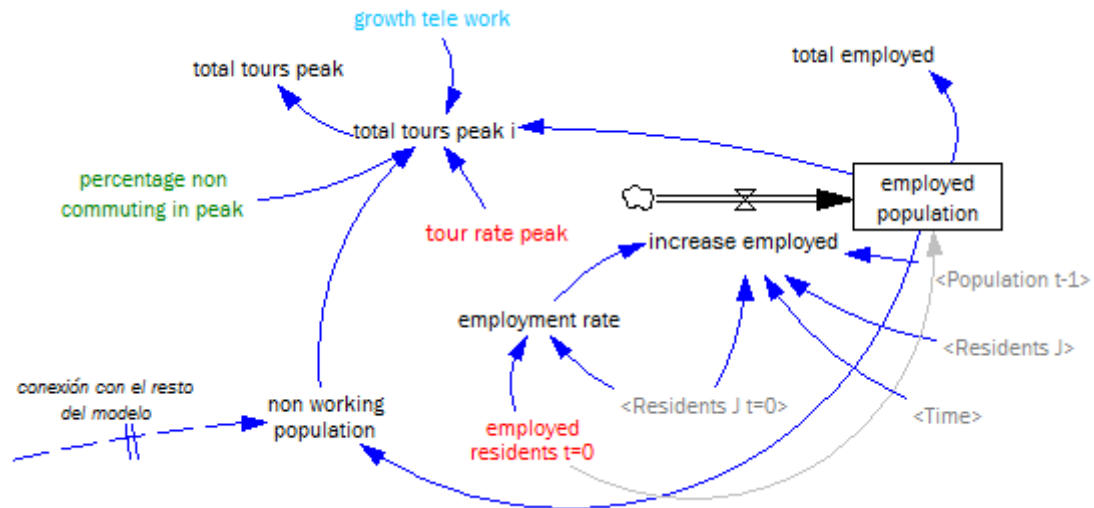 growth tele work
total tours peak
total employed
total tours peak i
percentage non
commuting in peak
employed
population
tour rate peak
increase employed
<Population t-1>
employment rate
<Residents J>
conexión con el resto
del modelo
non working
population
<Residents J t=0>
<Time>
employed
residents t=0